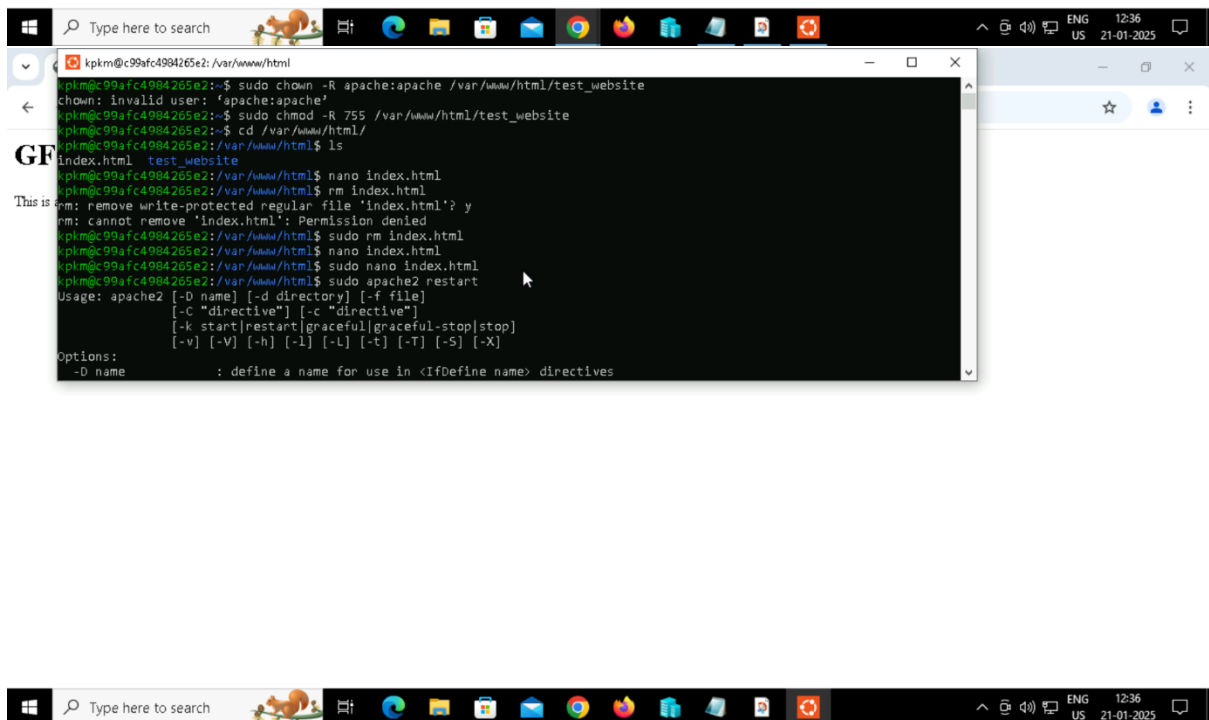 Type here to search
ENG 12:36
US 21-01-2025
kpkm@c99afc4984265e2: /var/www/html
kpkm@c99afc4984265e2:~$ sudo chown -R apache:apache /var/www/html/test_website
chown: invalid user: ‘apache:apache’
kpkm@c99afc4984265e2:~$ sudo chmod -R 755 /var/www/html/test_website
kpkm@c99afc4984265e2:~$ cd /var/www/html/
kpkm@c99afc4984265e2:/var/www/html$ ls
GF
index.html test_website
kpkm@c99afc4984265e2:/var/www/html$ nano index.html
kpkm@c99afc4984265e2:/var/www/html$ rm index.html
This is
rm: remove write-protected regular file 'index.html'? y
rm: cannot remove 'index.html': Permission denied
kpkm@c99afc4984265e2:/var/www/html$ sudo rm index.html
kpkm@c99afc4984265e2:/var/www/html$ nano index.html
kpkm@c99afc4984265e2:/var/www/html$ sudo nano index.html
kpkm@c99afc4984265e2:/var/www/html$ sudo apache2 restart
Usage: apache2 [-D name] [-d directory] [-f file]
[-C "directive"] [-c "directive"]
[-k start|restart|graceful|graceful-stop|stop]
[-v] [-V] [-h] [-l] [-L] [-t] [-T] [-S] [-X]
Options:
-D name : define a name for use in <IfDefine name> directives
Type here to search
ENG 12:36
US 21-01-2025